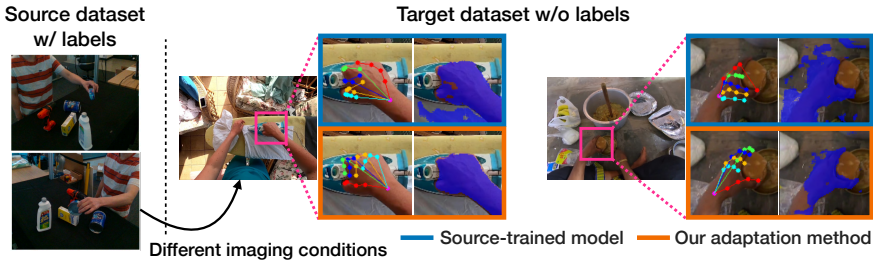 Source dataset
w/ labels
Target dataset w/o labels
Different imaging conditions
Source-trained model
Our adaptation method